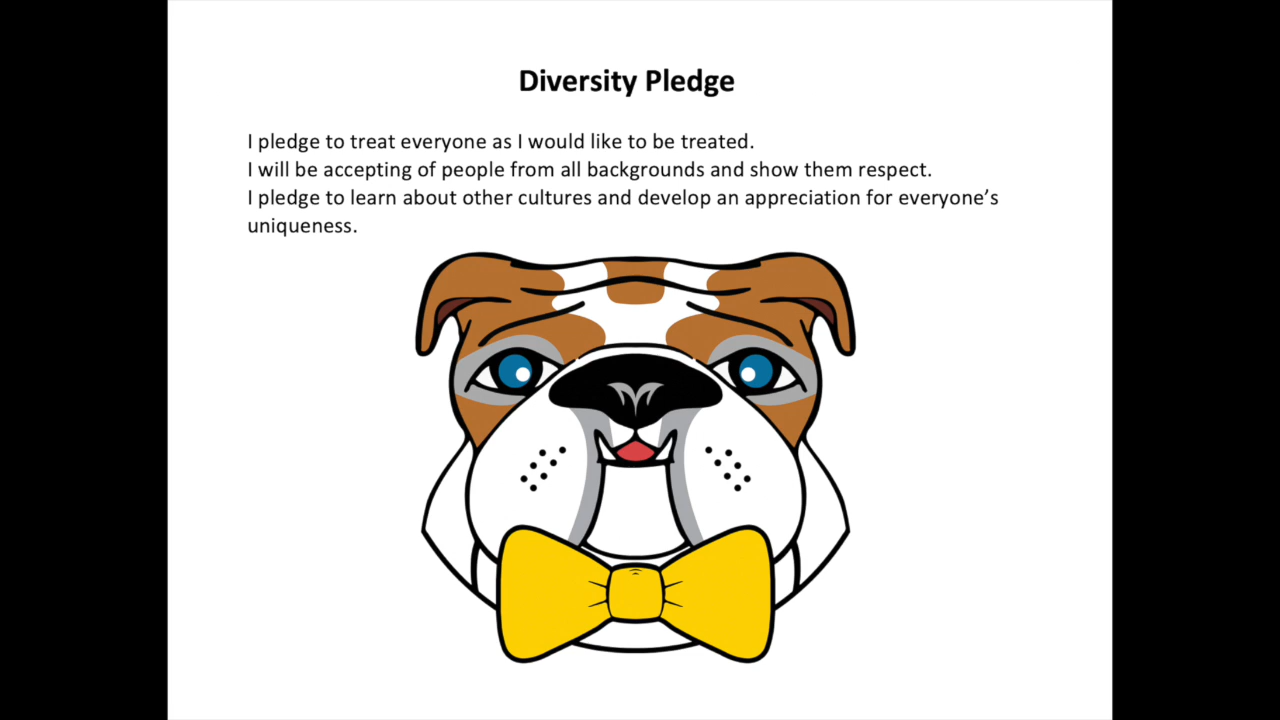 Diversity Pledge
I pledge to treat everyone as I would like to be treated.
I will be accepting of people from all backgrounds and show them respect.
I pledge to learn about other cultures and develop an appreciation for everyone’s
uniqueness.